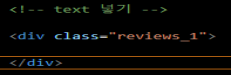 <!-- text 넣기 -->
<div class="reviews_1">
</div>